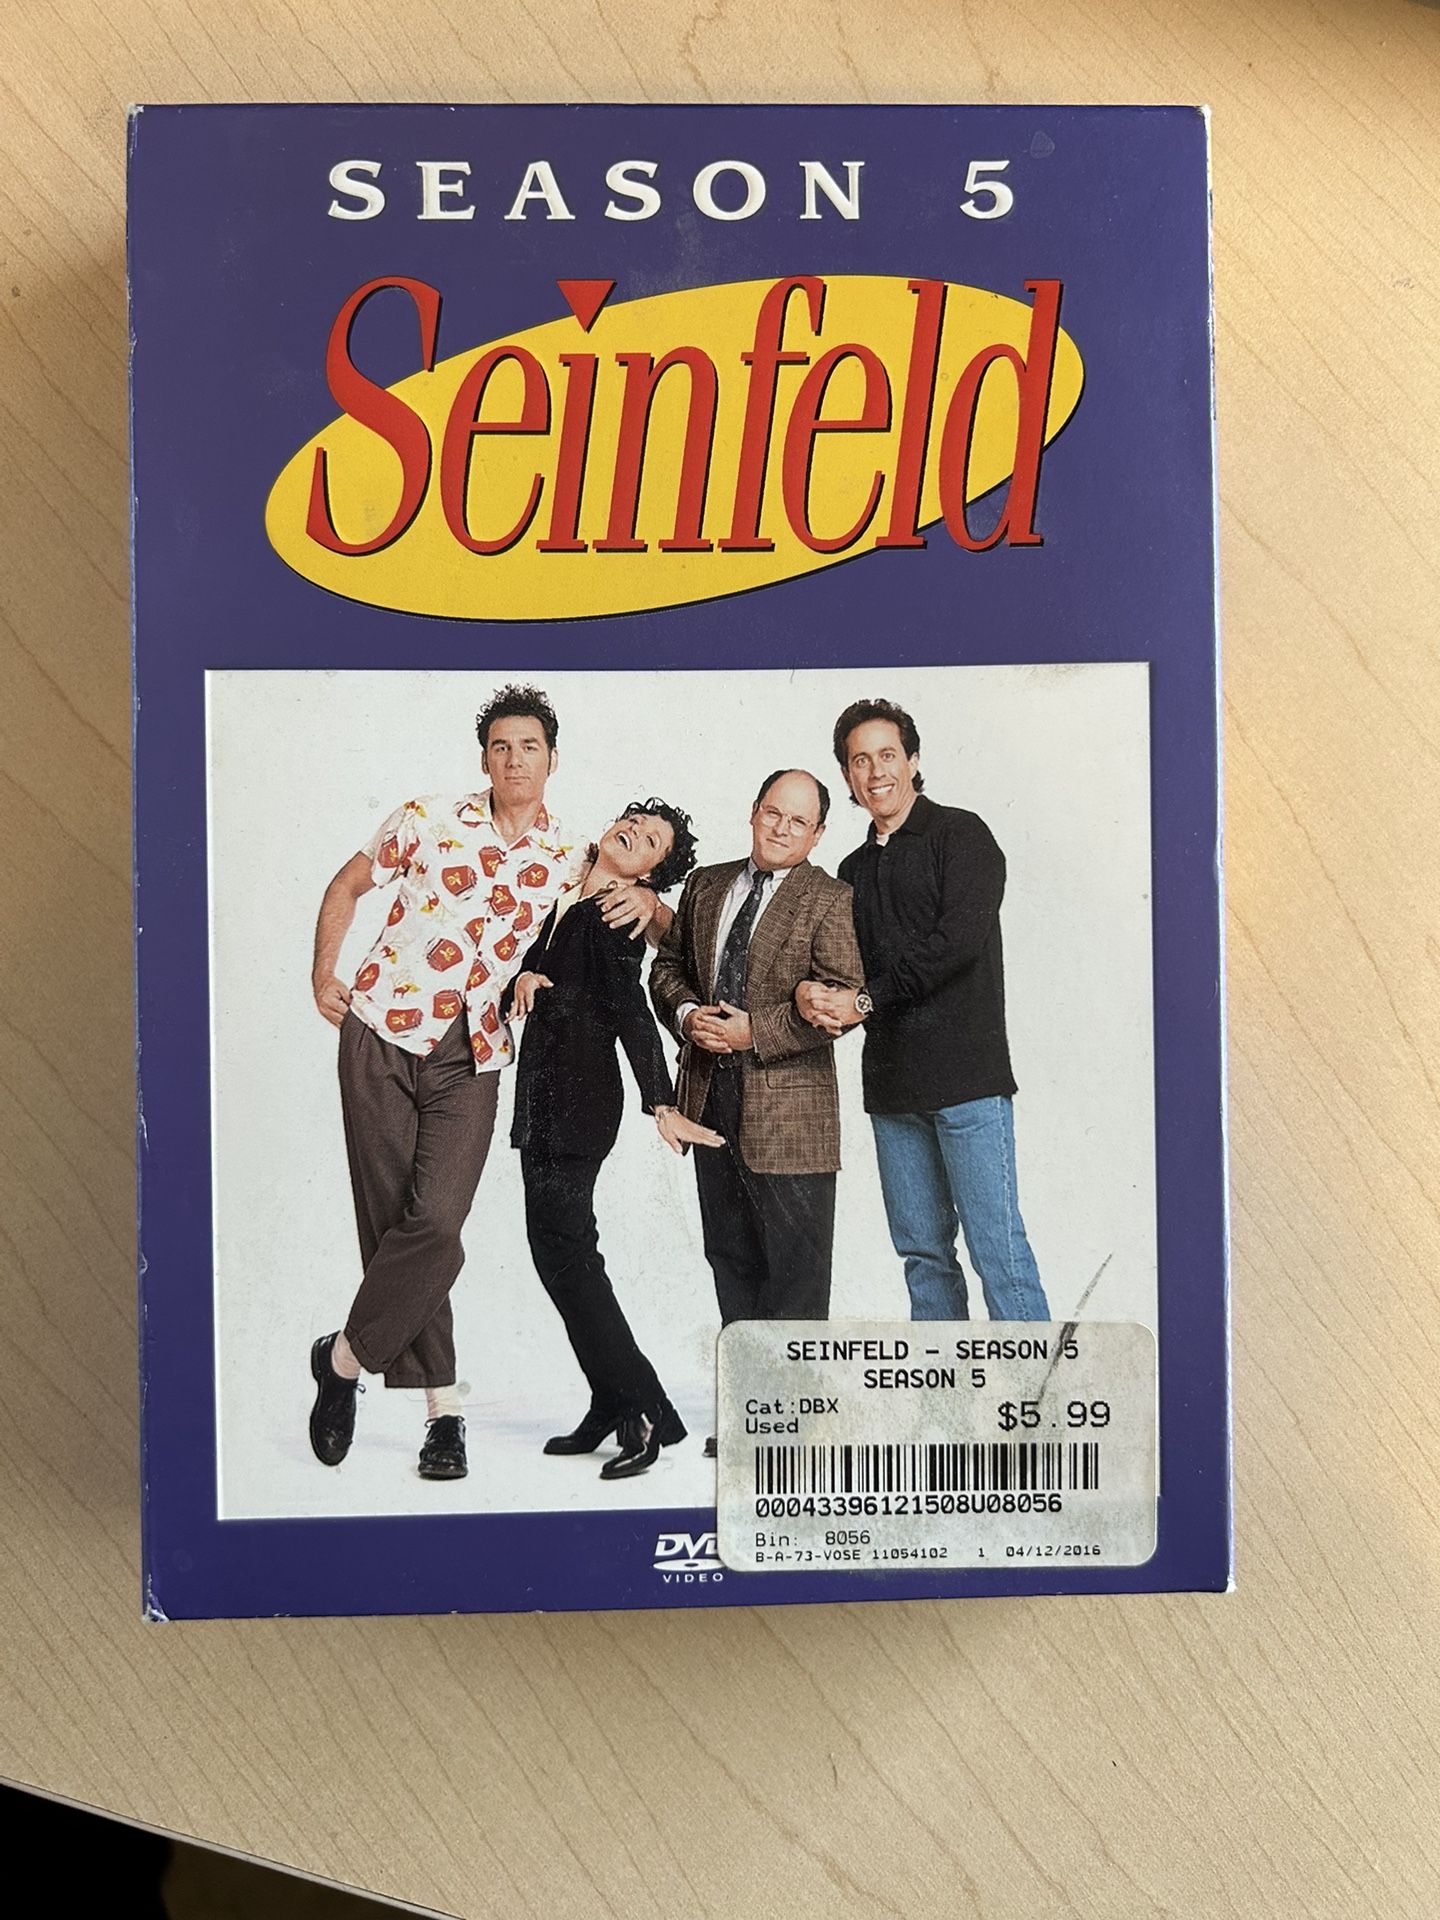 SEASON 5
Seinfeld
SEINFELD - SEASON 5
SEASON 5
Cat:DBX
Used
$5.99
00043396121508U08056
Bin: 8056
B-A-73-VOSE 11054102 1 04/12/2016
VIDEO